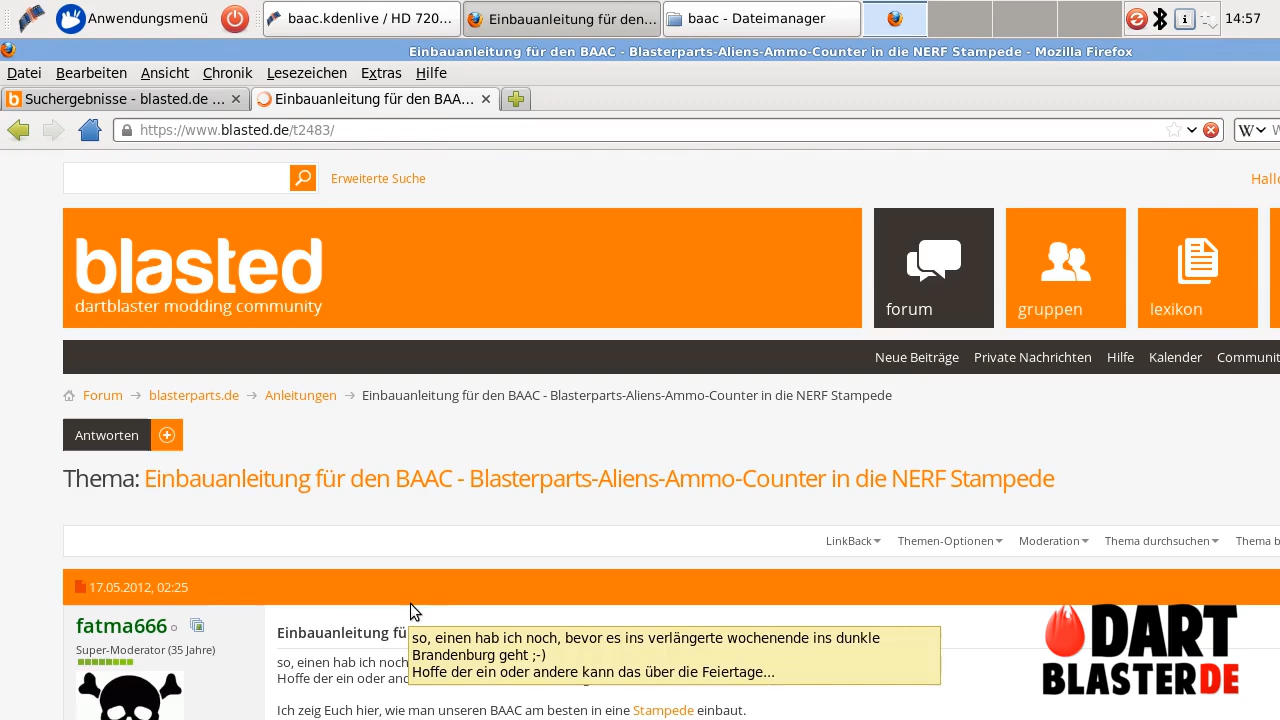 Anwendungsmenü
baac.kdenlive / HD 720...
Einbauanleitung für den...
baac - Dateimanager
14:57
Einbauanleitung für den BAAC - Blasterparts-Aliens-Ammo-Counter in die NERF Stampede - Mozilla Firefox
Datei Bearbeiten Ansicht Chronik Lesezeichen Extras Hilfe
Suchergebnisse - blasted.de ...
Einbauanleitung für den BAA...
https://www.blasted.de/t2483/
W
Erweiterte Suche
Hallo
blasted
dartblaster modding community
forum
gruppen
lexikon
Neue Beiträge Private Nachrichten Hilfe Kalender Communit
Forum → blasterparts.de → Anleitungen → Einbauanleitung für den BAAC - Blasterparts-Aliens-Ammo-Counter in die NERF Stampede
Antworten
Thema: Einbauanleitung für den BAAC - Blasterparts-Aliens-Ammo-Counter in die NERF Stampede
LinkBack Themen-Optionen Moderation Thema durchsuchen Thema b
17.05.2012, 02:25
fatma666
Super-Moderator (35 Jahre)
Einbauanleitung fü
so, einen hab ich noch
Hoffe der ein oder and
so, einen hab ich noch, bevor es ins verlängerte wochenende ins dunkle
Brandenburg geht ;-)
Hoffe der ein oder andere kann das über die Feiertage...
Ich zeig Euch hier, wie man unseren BAAC am besten in eine Stampede einbaut.
DART
BLASTER DE